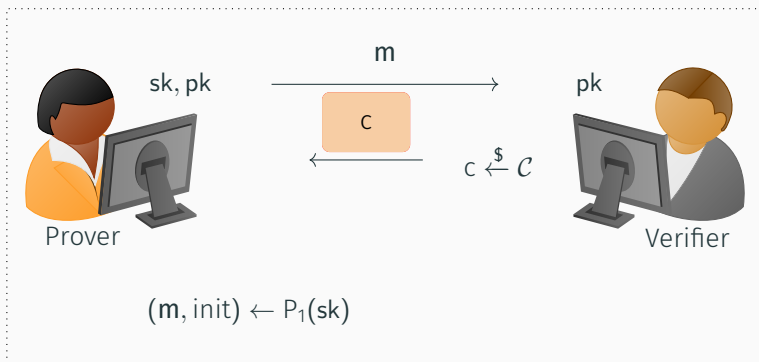 m
sk, pk
pk
c
c $← 𝒞
Prover
Verifier
(m, init) ← P₁(sk)